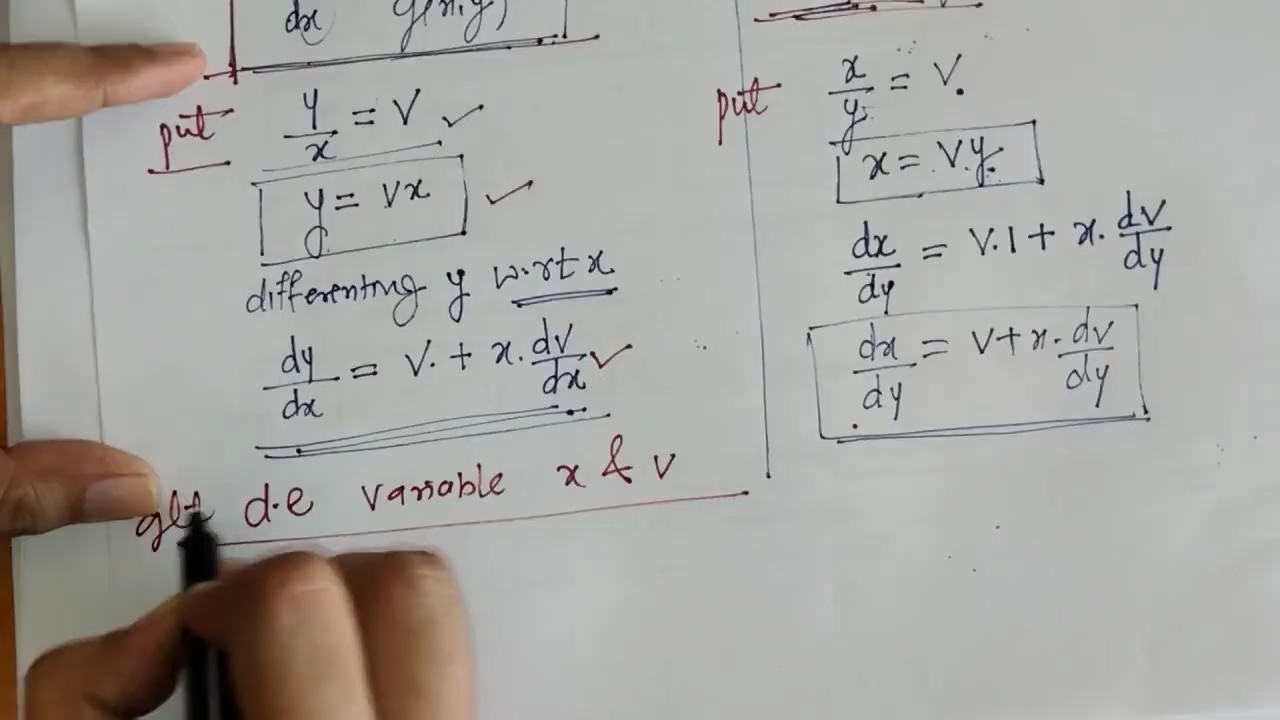 dx g(x,y)
put y/x = V ✓
y = vx ✓
differenting y w.r.t x
dy/dx = v. + x. dv/dx ✓
get d.e variable x & v
put x/y = V.
x = V.y.
dx/dy = v.1 + x. dv/dy
dx/dy = v + x. dv/dy